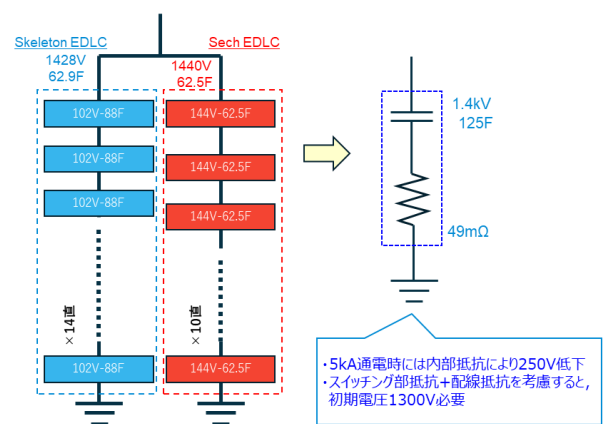 Skeleton EDLC
1428V
62.9F
102V-88F
102V-88F
102V-88F
×14直
102V-88F
Sech EDLC
1440V
62.5F
144V-62.5F
144V-62.5F
144V-62.5F
×10直
144V-62.5F
1.4kV
125F
49mΩ
・5kA通電時には内部抵抗により250V低下
・スイッチング部抵抗+配線抵抗を考慮すると,
初期電圧1300V必要